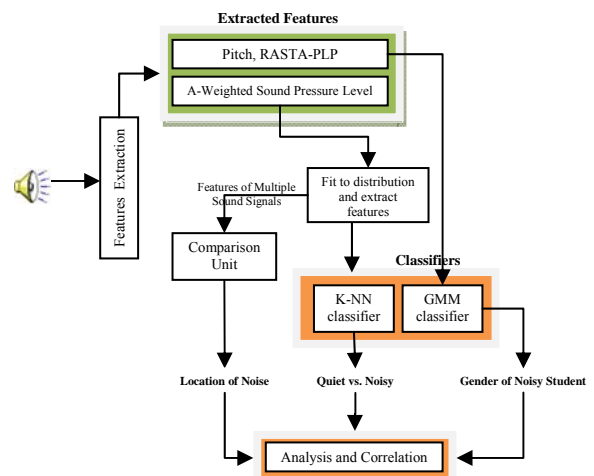 Extracted Features
Pitch, RASTA-PLP
A-Weighted Sound Pressure Level
Features Extraction
Features of Multiple
Sound Signals
Fit to distribution
and extract
features
Comparison
Unit
Classifiers
K-NN
classifier
GMM
classifier
Location of Noise
Quiet vs. Noisy
Gender of Noisy Student
Analysis and Correlation